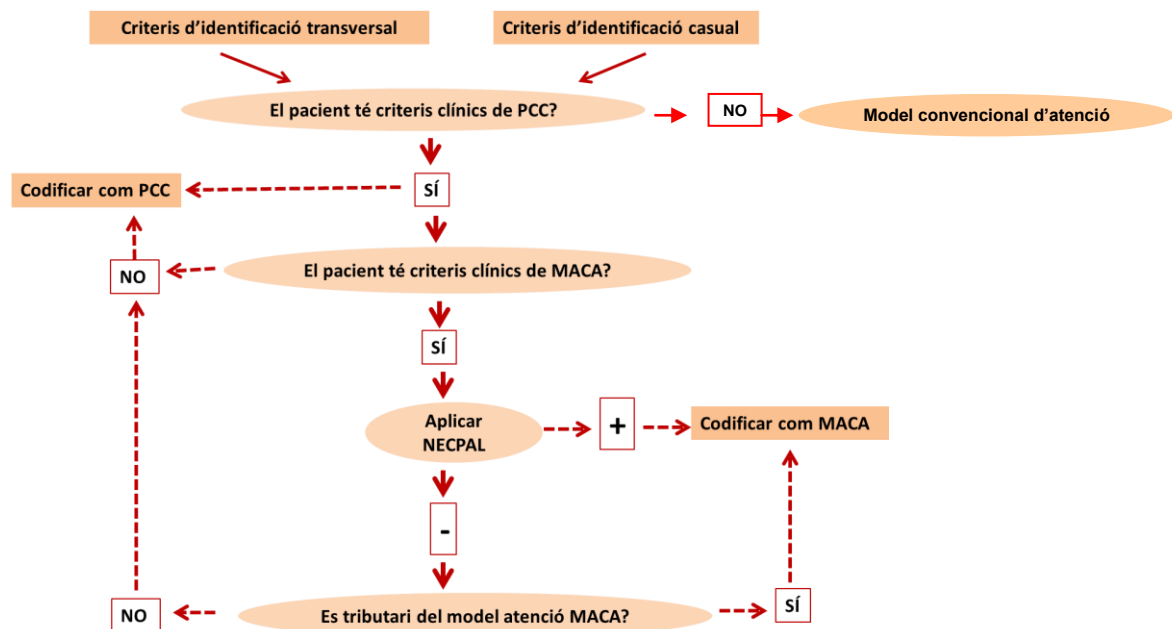 Criteris d’identificació transversal
Criteris d’identificació casual
El pacient té criteris clínics de PCC?
NO
Model convencional d’atenció
SÍ
Codificar com PCC
El pacient té criteris clínics de MACA?
NO
SÍ
Aplicar
NECPAL
+
Codificar com MACA
-
NO
Es tributari del model atenció MACA?
SÍ